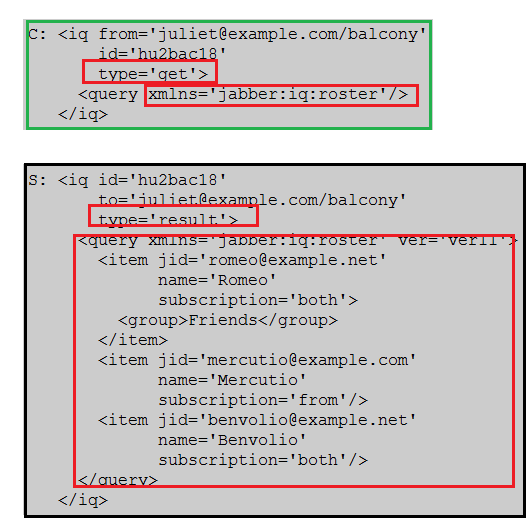 C: <iq from='juliet@example.com/balcony'
id='hu2bac18'
type='get'>
<query xmlns='jabber:iq:roster'/>
</iq>
S: <iq id='hu2bac18'
to='juliet@example.com/balcony'
type='result'>
<query xmlns='jabber:iq:roster' ver='ver11'>
<item jid='romeo@example.net'
name='Romeo'
subscription='both'>
<group>Friends</group>
</item>
<item jid='mercutio@example.com'
name='Mercutio'
subscription='from'/>
<item jid='benvolio@example.net'
name='Benvolio'
subscription='both'/>
</query>
</iq>